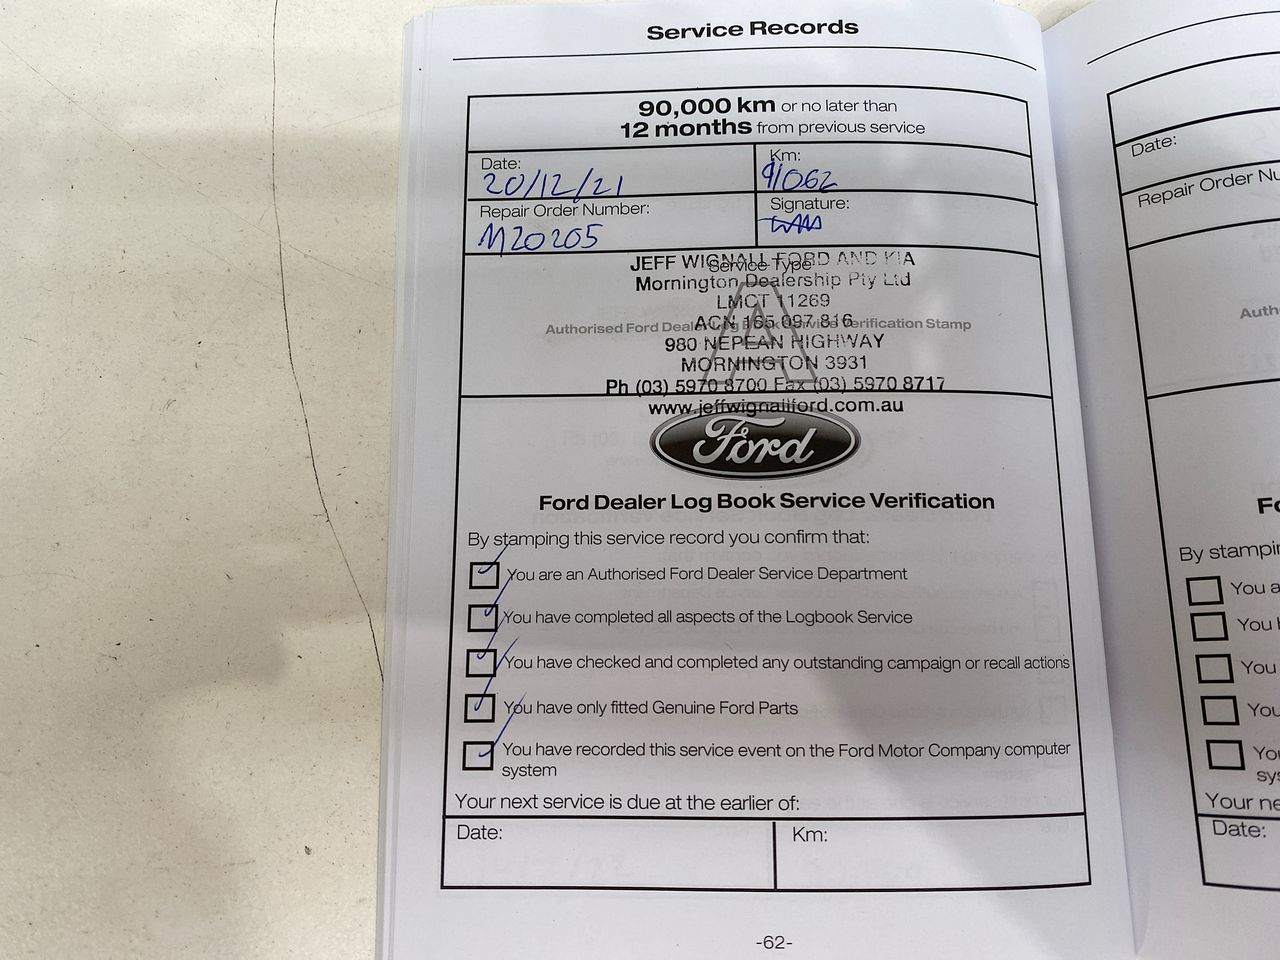 Service Records
90,000 km or no later than
12 months from previous service
Date:
20/12/21
Km:
91062
Repair Order Number:
M20205
Signature:
JEFF WIGNALL FORD AND KIA
Service Type
Mornington Dealership Pty Ltd
LMCT 11269
ACN 165 097 816
A
Authorised Ford Dealer Log Book Service Verification Stamp
980 NEPEAN HIGHWAY
MORNINGTON 3931
Ph (03) 5970 8700 Fax (03) 5970 8717
www.jeffwignallford.com.au
Ford
Ford Dealer Log Book Service Verification
By stamping this service record you confirm that:
You are an Authorised Ford Dealer Service Department
You have completed all aspects of the Logbook Service
You have checked and completed any outstanding campaign or recall actions
You have only fitted Genuine Ford Parts
You have recorded this service event on the Ford Motor Company computer
system
Your next service is due at the earlier of:
Date:
Km:
-62-
Date:
Repair Order Nu
Auth
Fo
By stampi
You a
You h
You
You
You
sys
Your ne
Date: